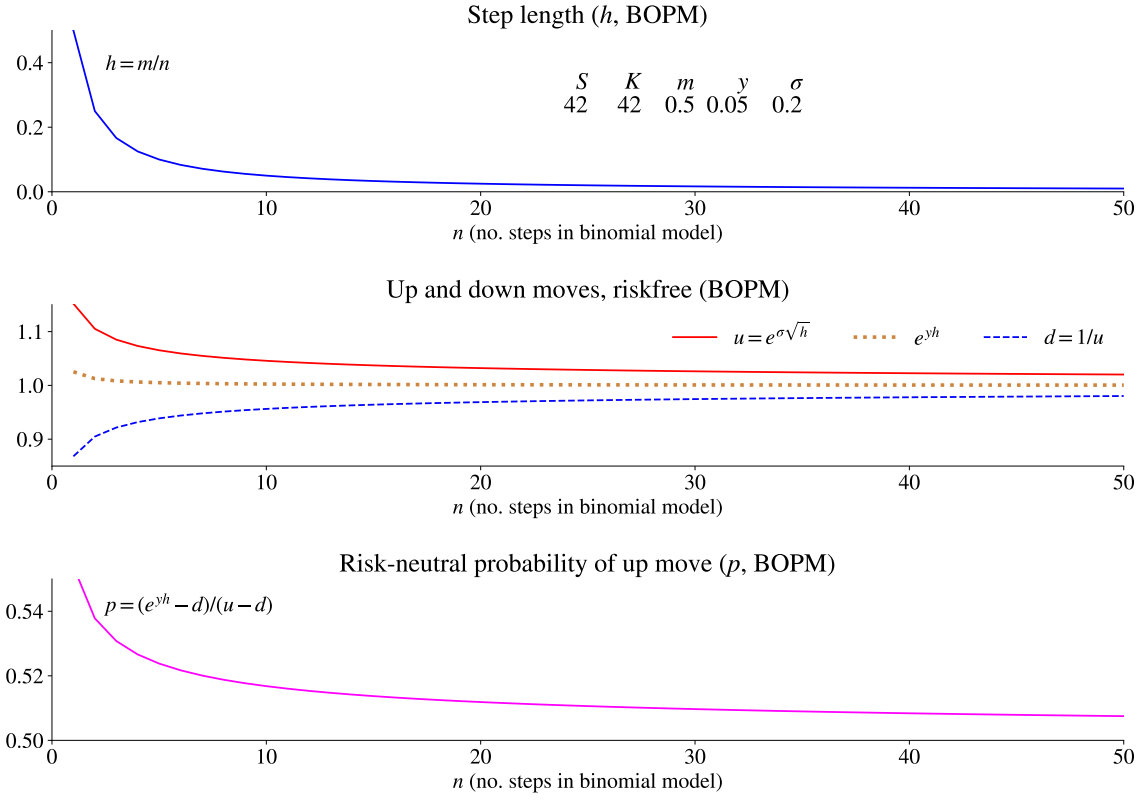 Step length (h, BOPM)
h = m/n
S K m y σ
42 42 0.5 0.05 0.2
0.4
0.2
0.0
0 10 20 30 40 50
n (no. steps in binomial model)
Up and down moves, riskfree (BOPM)
u = e^{σ√h} e^{yh} d = 1/u
1.1
1.0
0.9
0 10 20 30 40 50
n (no. steps in binomial model)
Risk-neutral probability of up move (p, BOPM)
p = (e^{yh} − d)/(u − d)
0.54
0.52
0.50
0 10 20 30 40 50
n (no. steps in binomial model)